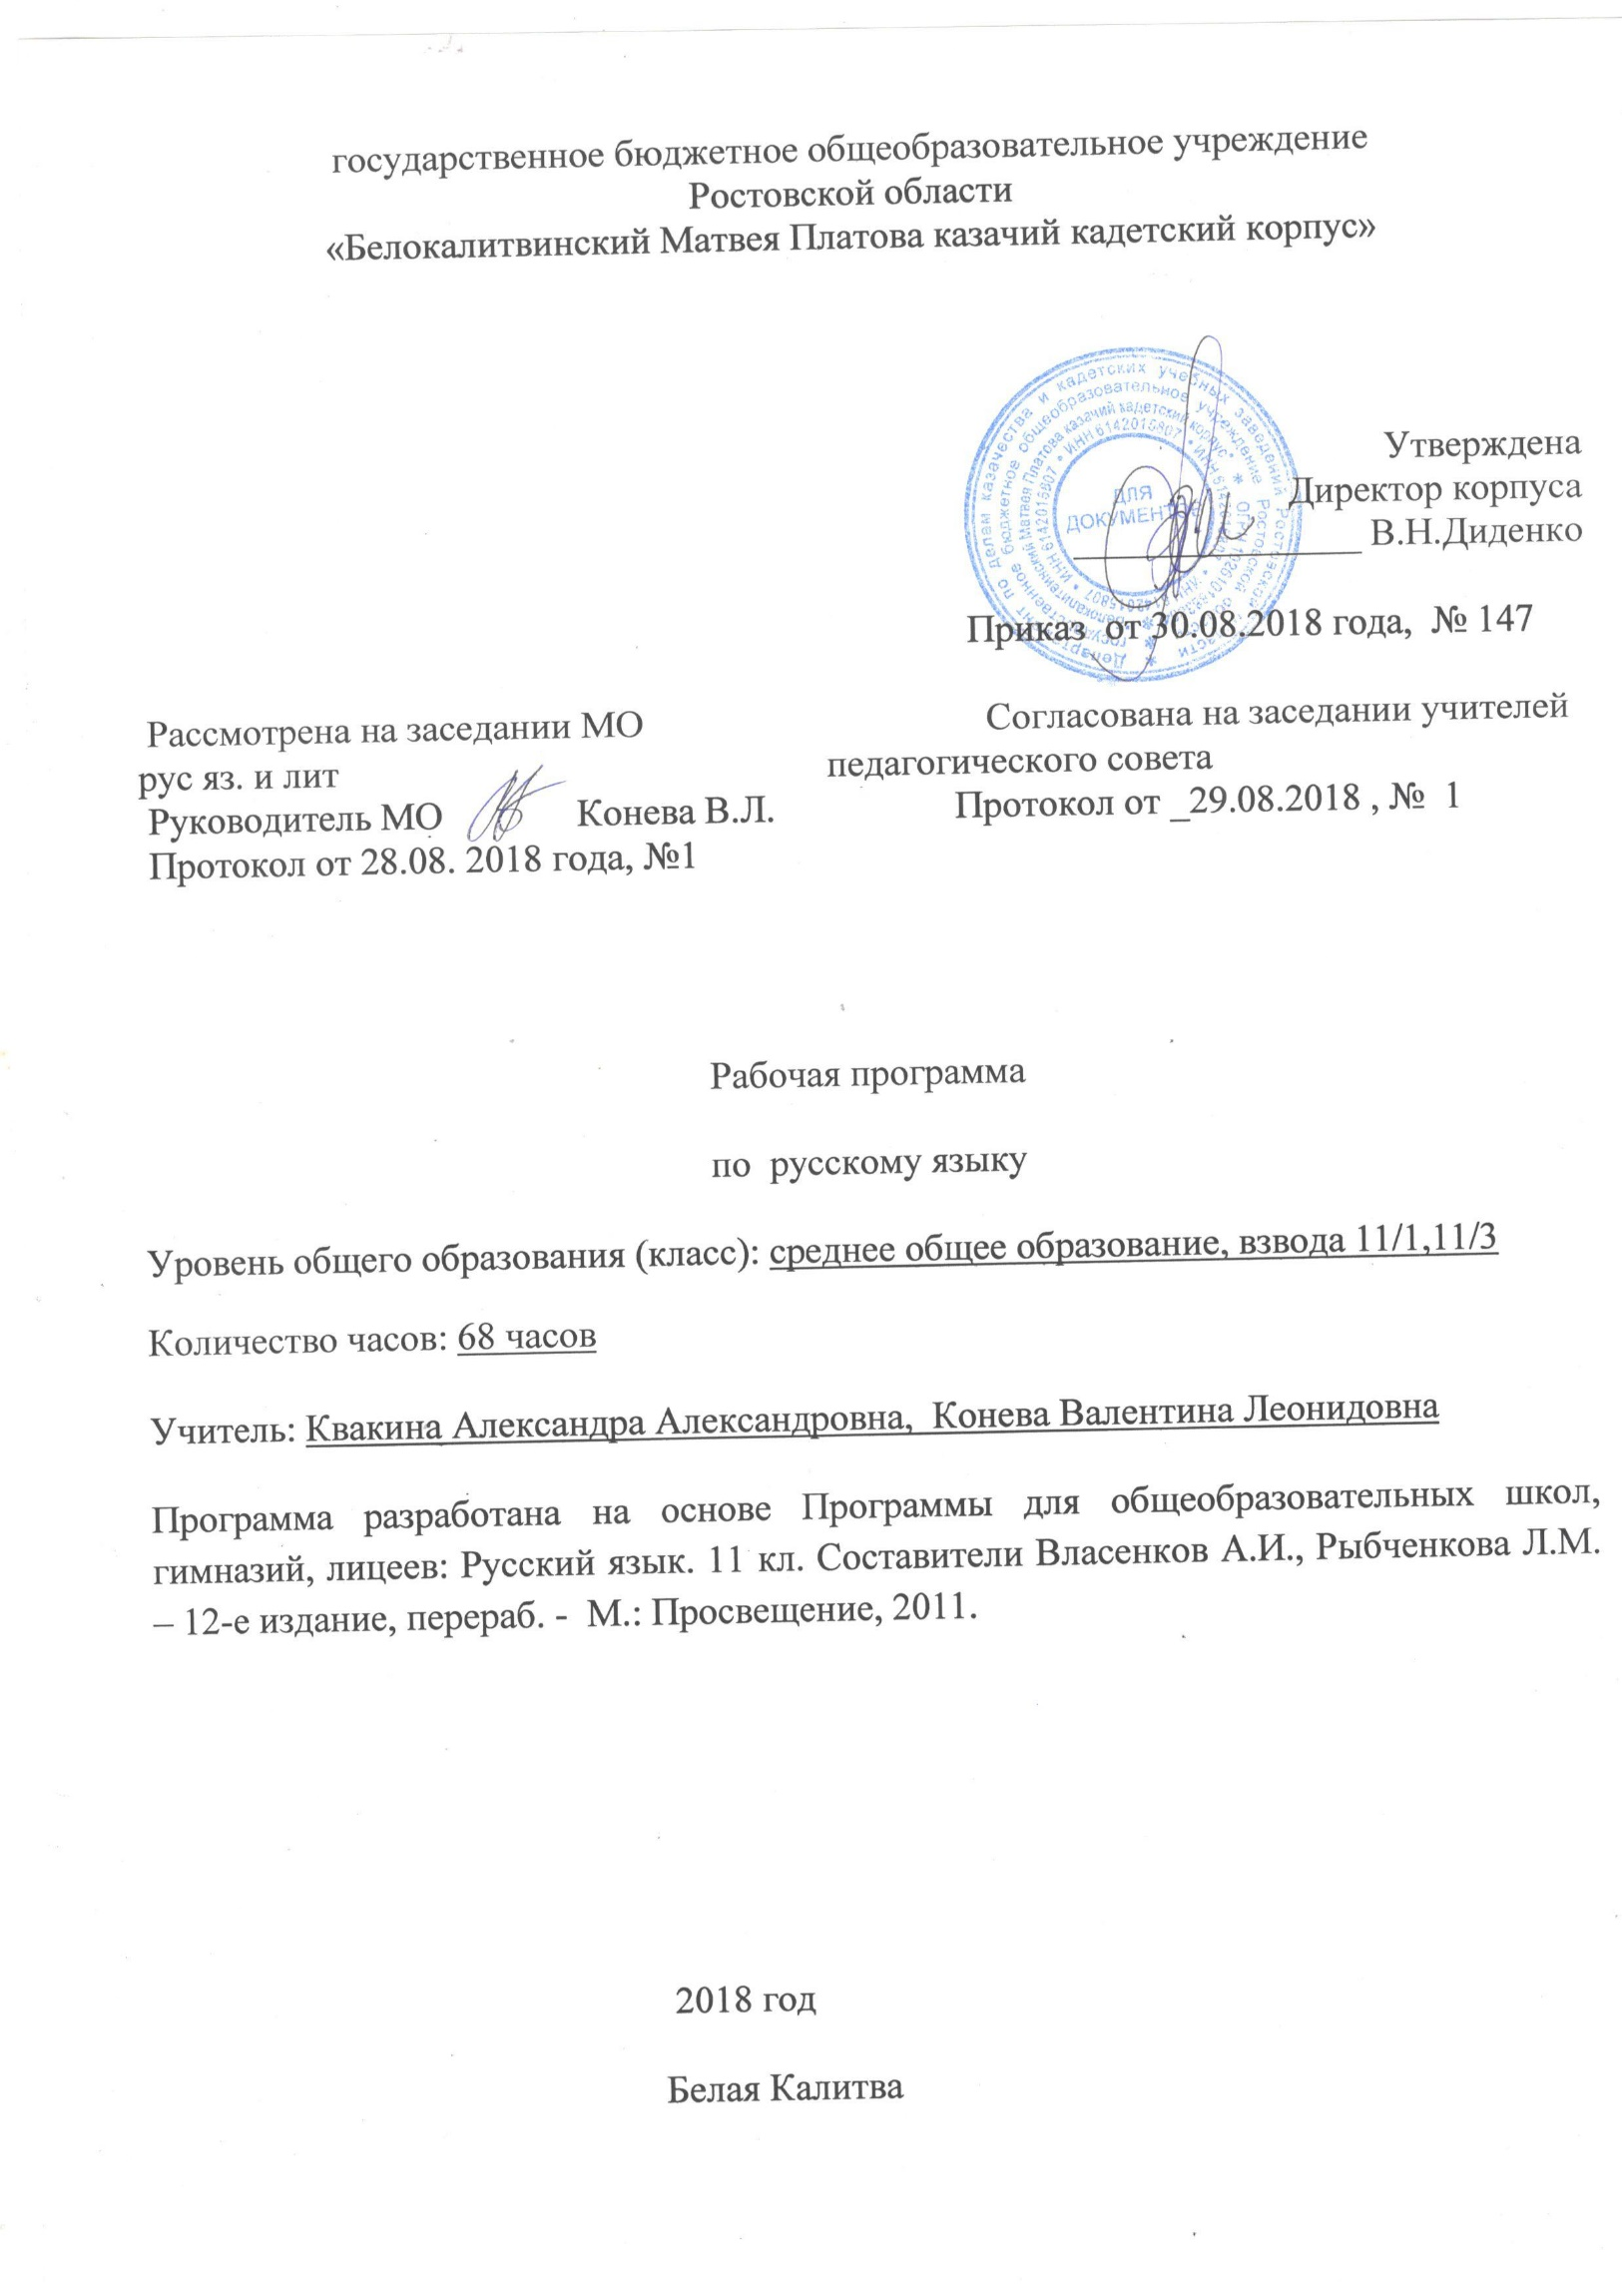 государственное бюджетное общеобразовательное учреждение
Ростовской области
«Белокалитвинский Матвея Платова казачий кадетский корпус»
Утверждена
Директор корпуса
В.Н.Диденко
Приказ от 30.08.2018 года, № 147
ДЛЯ
ДОКУМЕНТОВ
Рассмотрена на заседании МО
рус яз. и лит
Руководитель МО Конева В.Л.
Протокол от 28.08. 2018 года, №1
Согласована на заседании учителей
педагогического совета
Протокол от _29.08.2018 , № 1
Рабочая программа
по русскому языку
Уровень общего образования (класс): среднее общее образование, взвода 11/1,11/3
Количество часов: 68 часов
Учитель: Квакина Александра Александровна, Конева Валентина Леонидовна
Программа разработана на основе Программы для общеобразовательных школ,
гимназий, лицеев: Русский язык. 11 кл. Составители Власенков А.И., Рыбченкова Л.М.
– 12-е издание, перераб. - М.: Просвещение, 2011.
2018 год
Белая Калитва